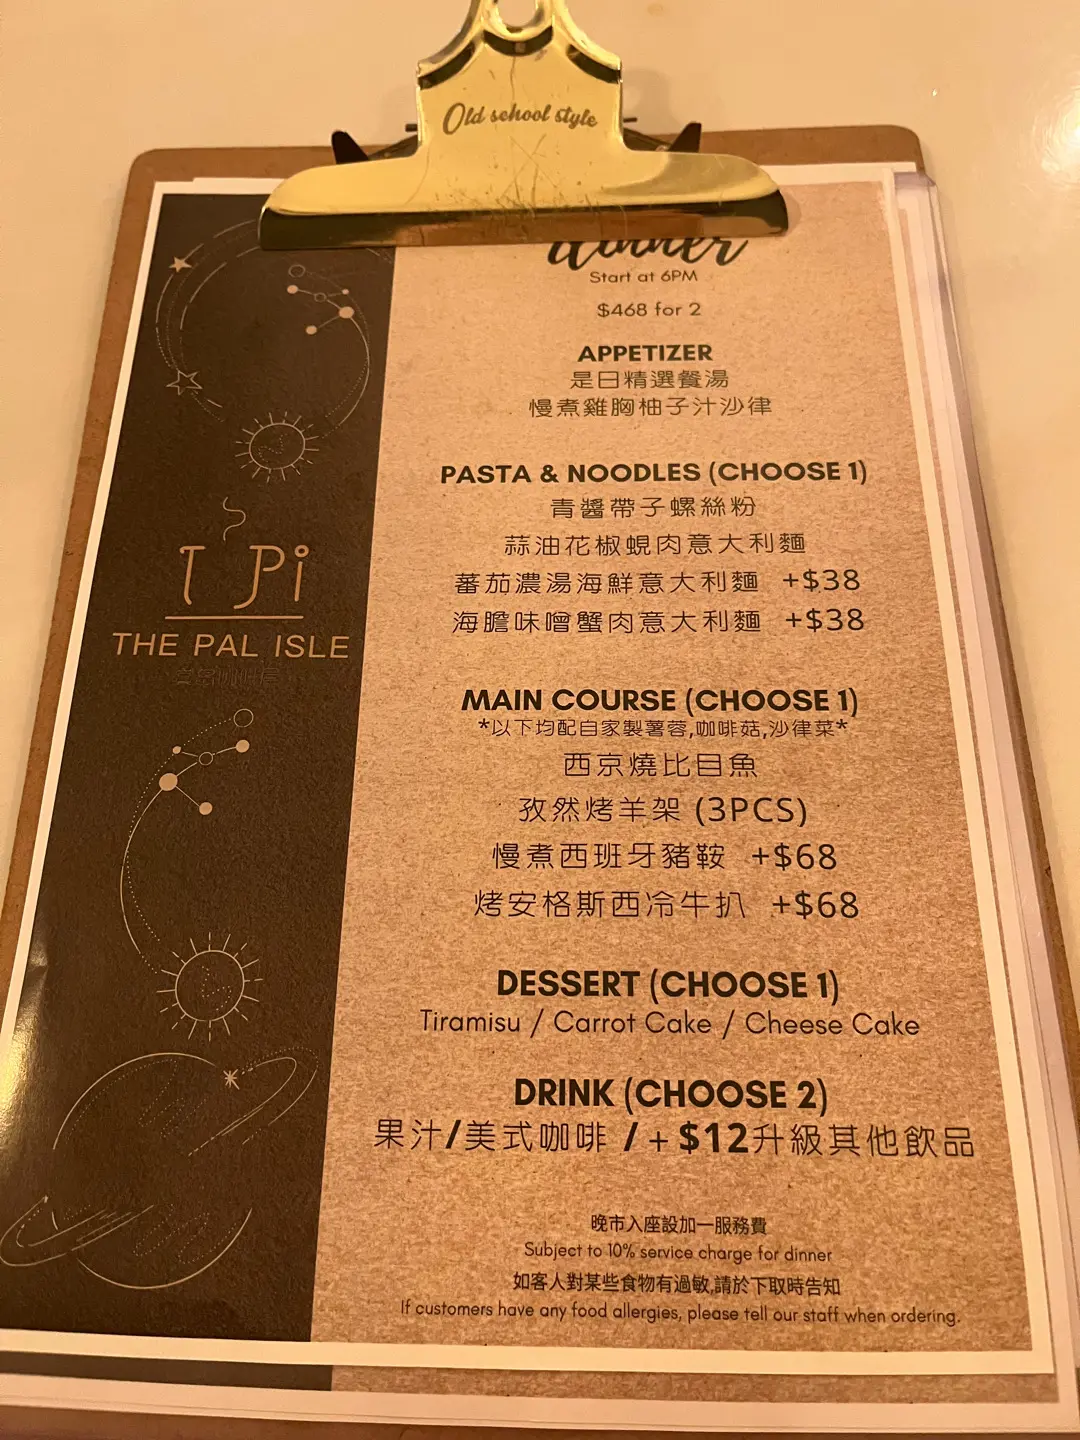 Old school style
dinner
Start at 6PM
$468 for 2
APPETIZER
是日精選餐湯
慢煮雞胸柚子汁沙律
PASTA & NOODLES (CHOOSE 1)
青醬帶子螺絲粉
蒜油花椒蜆肉意大利麵
蕃茄濃湯海鮮意大利麵 +$38
海膽味噌蟹肉意大利麵 +$38
MAIN COURSE (CHOOSE 1)
*以下均配自家製薯蓉,咖啡菇,沙律菜*
西京燒比目魚
孜然烤羊架 (3PCS)
慢煮西班牙豬鞍 +$68
烤安格斯西冷牛扒 +$68
DESSERT (CHOOSE 1)
Tiramisu / Carrot Cake / Cheese Cake
DRINK (CHOOSE 2)
果汁/美式咖啡 / + $12升級其他飲品
晚市入座設加一服務費
Subject to 10% service charge for dinner
如客人對某些食物有過敏,請於下取時告知
If customers have any food allergies, please tell our staff when ordering.
T Pi
THE PAL ISLE